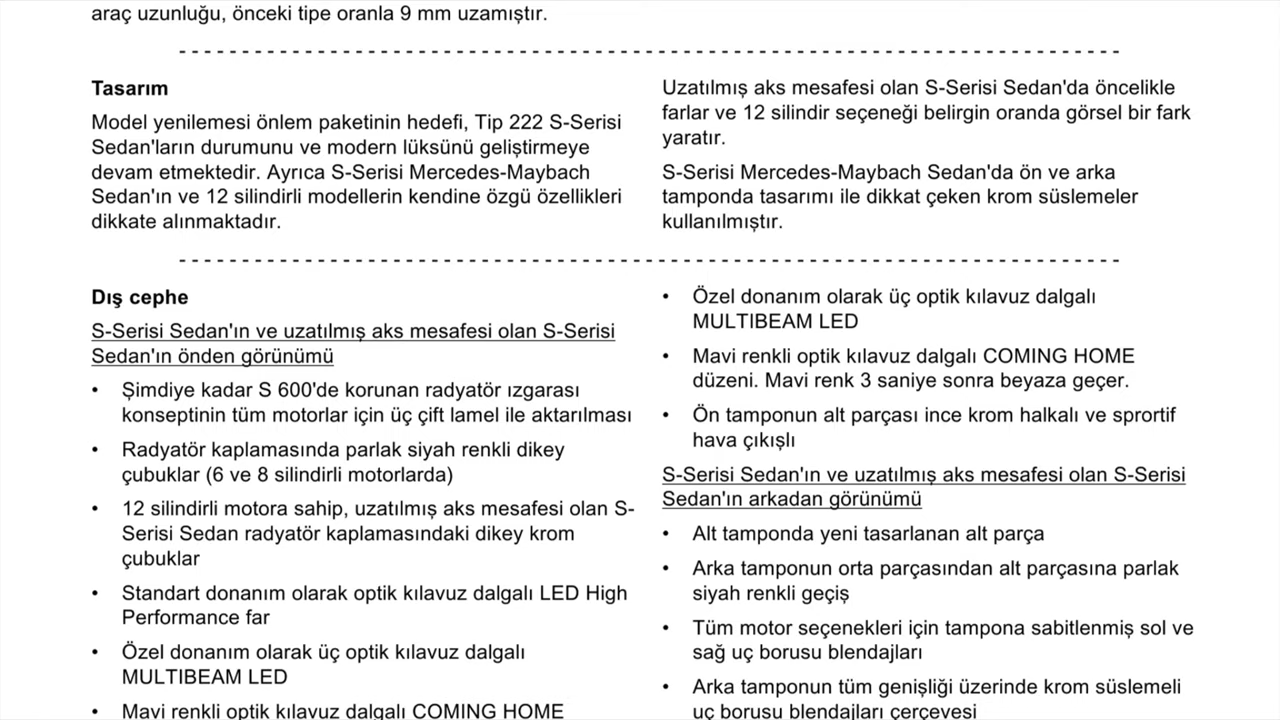 araç uzunluğu, önceki tipe oranla 9 mm uzamıştır.
Tasarım
Model yenilemesi önlem paketinin hedefi, Tip 222 S-Serisi
Sedan'ların durumunu ve modern lüksünü geliştirmeye
devam etmektedir. Ayrıca S-Serisi Mercedes-Maybach
Sedan'ın ve 12 silindirli modellerin kendine özgü özellikleri
dikkate alınmaktadır.
Uzatılmış aks mesafesi olan S-Serisi Sedan'da öncelikle
farlar ve 12 silindir seçeneği belirgin oranda görsel bir fark
yaratır.
S-Serisi Mercedes-Maybach Sedan'da ön ve arka
tamponda tasarımı ile dikkat çeken krom süslemeler
kullanılmıştır.
Dış cephe
S-Serisi Sedan'ın ve uzatılmış aks mesafesi olan S-Serisi
Sedan'ın önden görünümü
• Şimdiye kadar S 600'de korunan radyatör ızgarası
konseptinin tüm motorlar için üç çift lamel ile aktarılması
• Radyatör kaplamasında parlak siyah renkli dikey
çubuklar (6 ve 8 silindirli motorlarda)
• 12 silindirli motora sahip, uzatılmış aks mesafesi olan S-
Serisi Sedan radyatör kaplamasındaki dikey krom
çubuklar
• Standart donanım olarak optik kılavuz dalgalı LED High
Performance far
• Özel donanım olarak üç optik kılavuz dalgalı
MULTIBEAM LED
• Mavi renkli optik kılavuz dalgalı COMING HOME
• Özel donanım olarak üç optik kılavuz dalgalı
MULTIBEAM LED
• Mavi renkli optik kılavuz dalgalı COMING HOME
düzeni. Mavi renk 3 saniye sonra beyaza geçer.
• Ön tamponun alt parçası ince krom halkalı ve sprortif
hava çıkışlı
S-Serisi Sedan'ın ve uzatılmış aks mesafesi olan S-Serisi
Sedan'ın arkadan görünümü
• Alt tamponda yeni tasarlanan alt parça
• Arka tamponun orta parçasından alt parçasına parlak
siyah renkli geçiş
• Tüm motor seçenekleri için tampona sabitlenmiş sol ve
sağ uç borusu blendajları
• Arka tamponun tüm genişliği üzerinde krom süslemeli
uç borusu blendajları çerçevesi